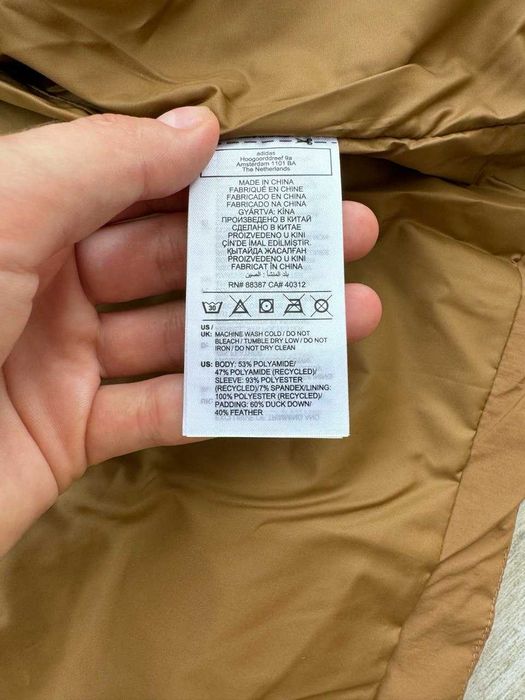 adidas
Hoogoorddreef 9a
Amsterdam 1101 BA
The Netherlands
MADE IN CHINA
FABRIQUÉ EN CHINE
FABRICADO EN CHINA
FABRICADO NA CHINA
GYÁRTVA: KÍNA
ПРОИЗВЕДЕНО В КИТАЙ
СДЕЛАНО В КИТАЕ
PROIZVEDENO U KINI
ÇİN'DE İMAL EDİLMİŞTİR.
ҚЫТАЙДА ЖАСАЛҒАН
PROIZVEDENO U KINI
FABRICAT ÎN CHINA
بلد المنشأ : الصين
RN# 88387 CA# 40312
30
US /
UK: MACHINE WASH COLD / DO NOT
BLEACH / TUMBLE DRY LOW / DO NOT
IRON / DO NOT DRY CLEAN
US: BODY: 53% POLYAMIDE/
47% POLYAMIDE (RECYCLED)/
SLEEVE: 93% POLYESTER
(RECYCLED)/7% SPANDEX/LINING:
100% POLYESTER (RECYCLED)/
PADDING: 60% DUCK DOWN/
40% FEATHER